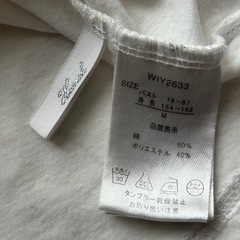 WIY2633
SIZE
バスト 79~87
身長 154~162
M
品質表示
綿 60%
ポリエステル 40%
タンブラー乾燥禁止
お取り扱い注意